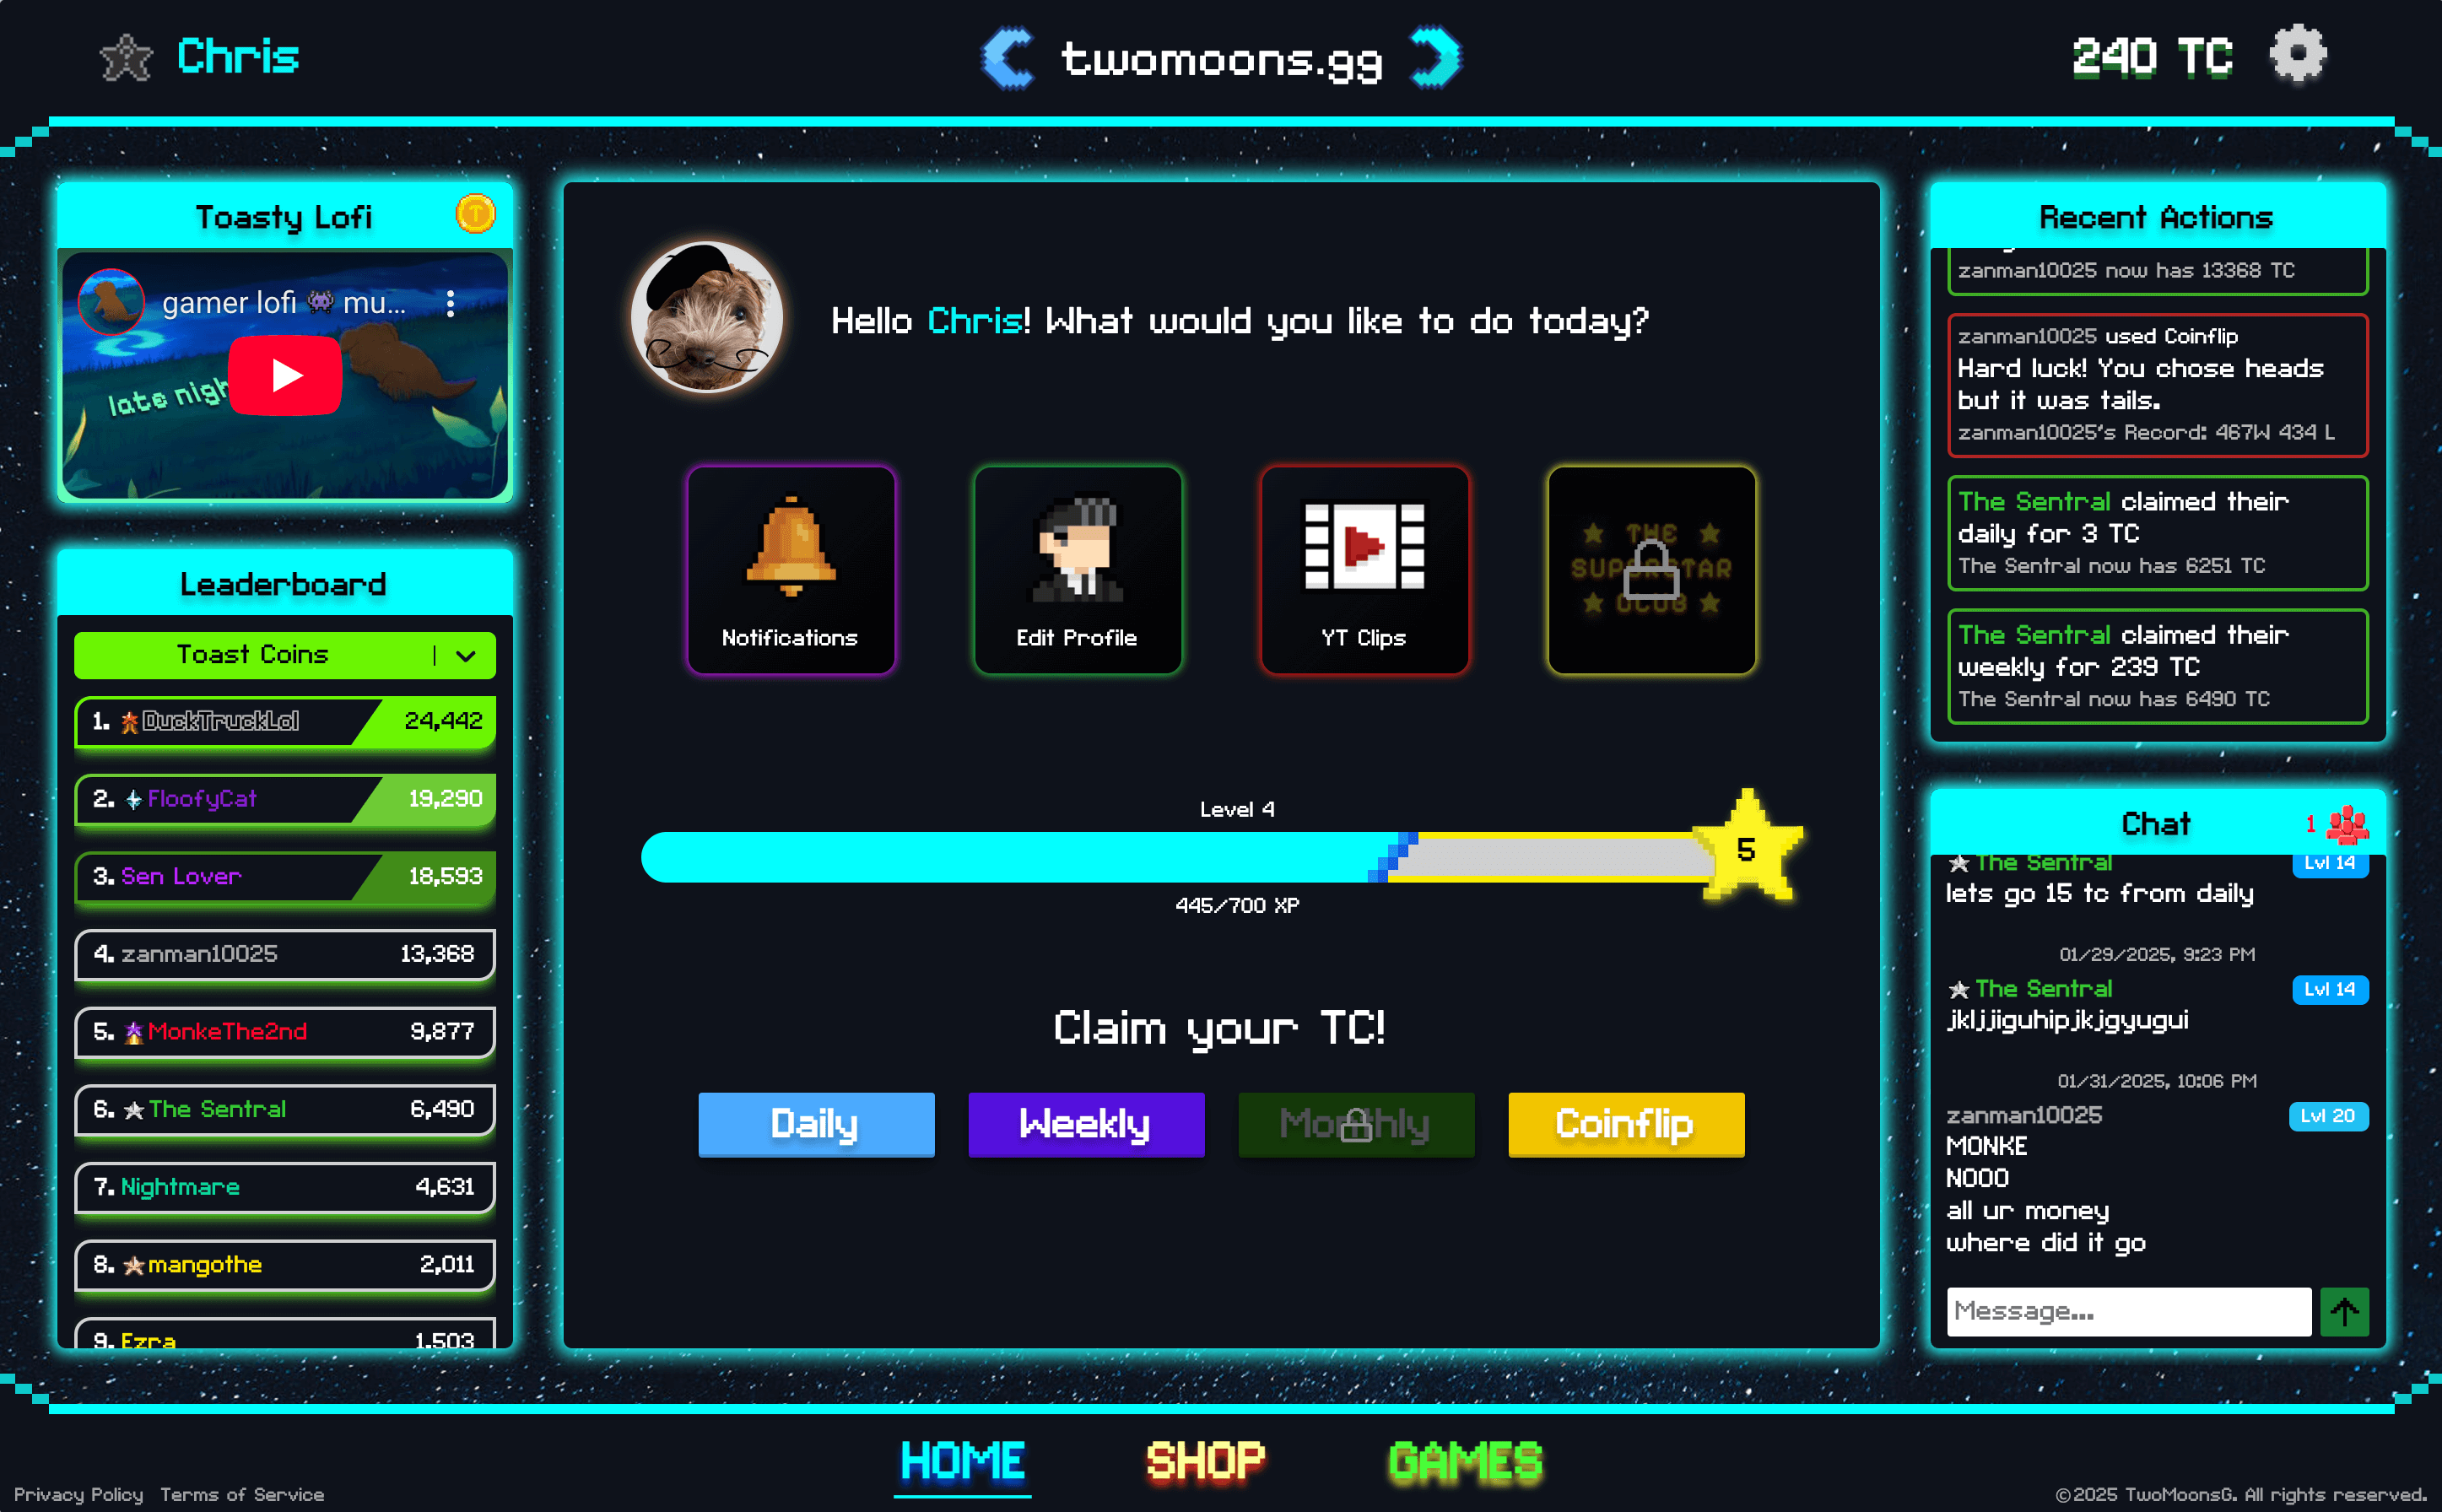 Chris
twomoons.gg
240 TC
Toasty Lofi
T
gamer lofi 👾 mu...
late nigh
Leaderboard
Toast Coins
1. DuckTruckLol 24,442
2. FloofyCat 19,290
3. Sen Lover 18,593
4. zanman10025 13,368
5. MonkeThe2nd 9,877
6. The Sentral 6,490
7. Nightmare 4,631
8. mangothe 2,011
9. Ezra 1,503
Hello Chris! What would you like to do today?
Notifications
Edit Profile
YT Clips
THE
SUPERSTAR
CLUB
Level 4
5
445/700 XP
Claim your TC!
Daily
Weekly
Monthly
Coinflip
Recent Actions
zanman10025 now has 13368 TC
zanman10025 used Coinflip
Hard luck! You chose heads
but it was tails.
zanman10025's Record: 467W 434 L
The Sentral claimed their
daily for 3 TC
The Sentral now has 6251 TC
The Sentral claimed their
weekly for 239 TC
The Sentral now has 6490 TC
Chat
1
The Sentral Lvl 14
lets go 15 tc from daily
01/29/2025, 9:23 PM
The Sentral Lvl 14
jkljjiguhipjkjgyugui
01/31/2025, 10:06 PM
zanman10025 Lvl 20
MONKE
NOOO
all ur money
where did it go
Message...
HOME
SHOP
GAMES
Privacy Policy
Terms of Service
©2025 TwoMoonsG. All rights reserved.